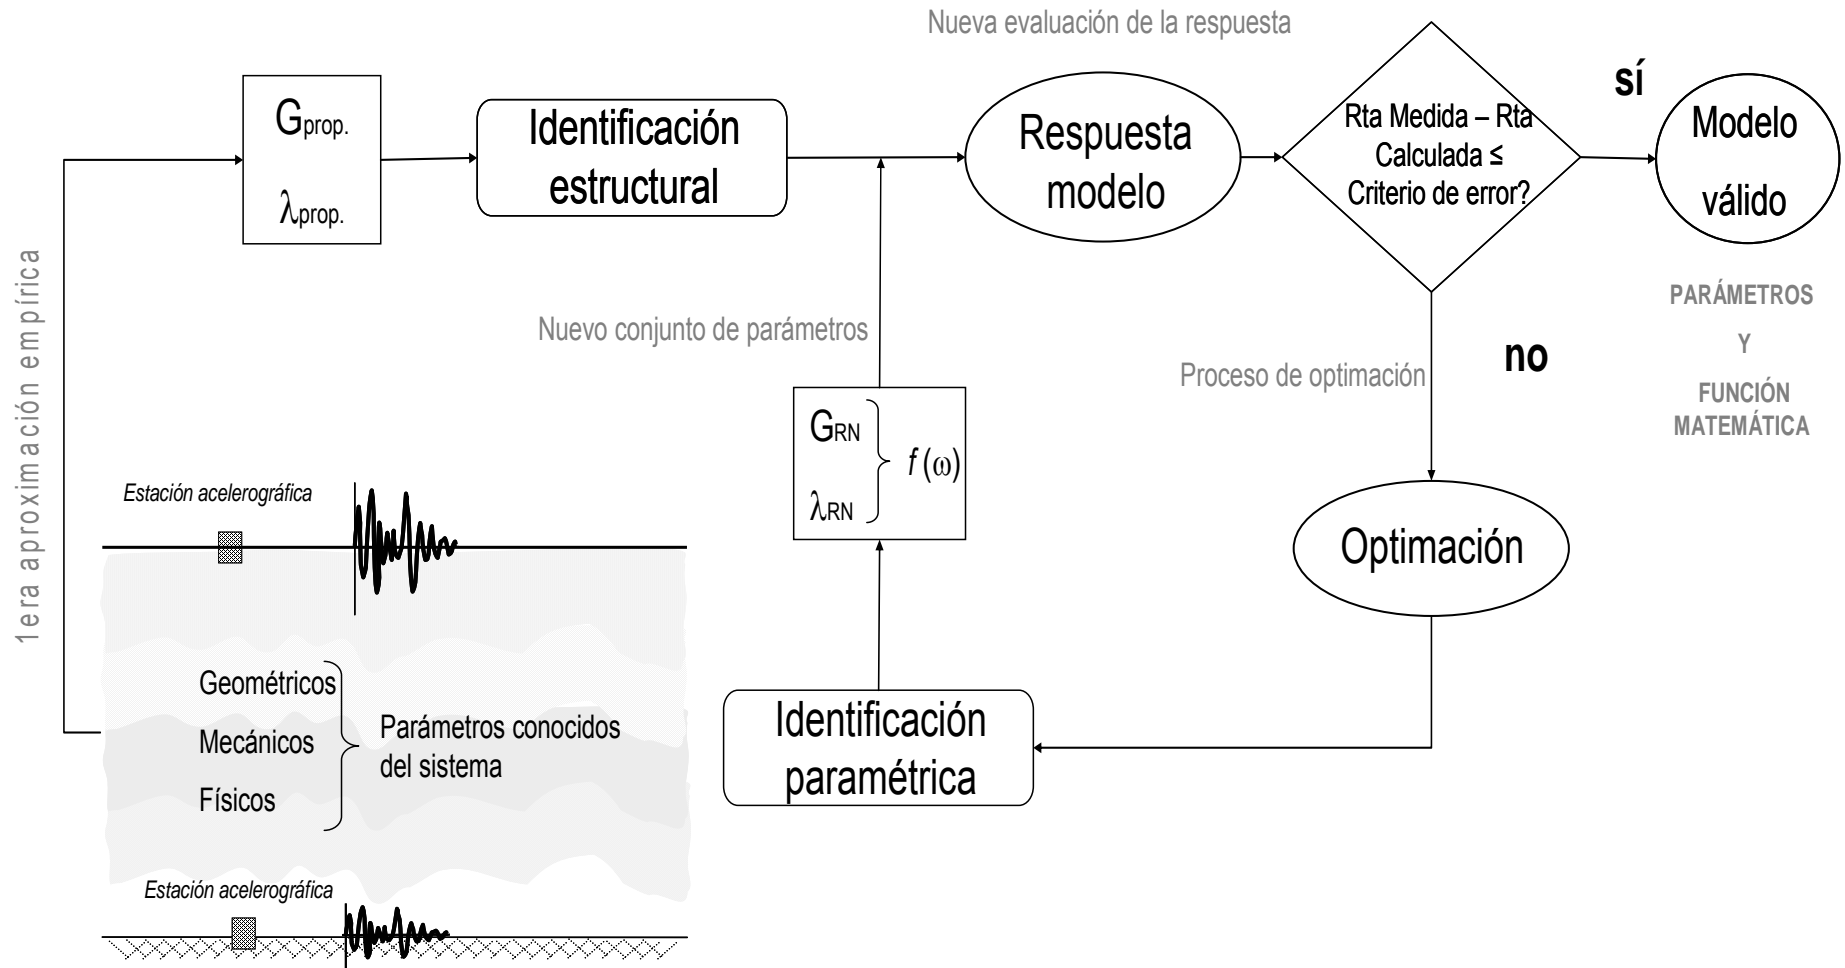 Nueva evaluación de la respuesta
Gprop.
λprop.
Identificación
estructural
Respuesta
modelo
Rta Medida – Rta
Calculada ≤
Criterio de error?
sí
Modelo
válido
PARÁMETROS
Y
FUNCIÓN
MATEMÁTICA
1era aproximación empírica
Nuevo conjunto de parámetros
Proceso de optimación
no
GRN
λRN
f (ω)
Optimación
Identificación
paramétrica
Estación acelerográfica
Geométricos
Mecánicos
Físicos
Parámetros conocidos
del sistema
Estación acelerográfica